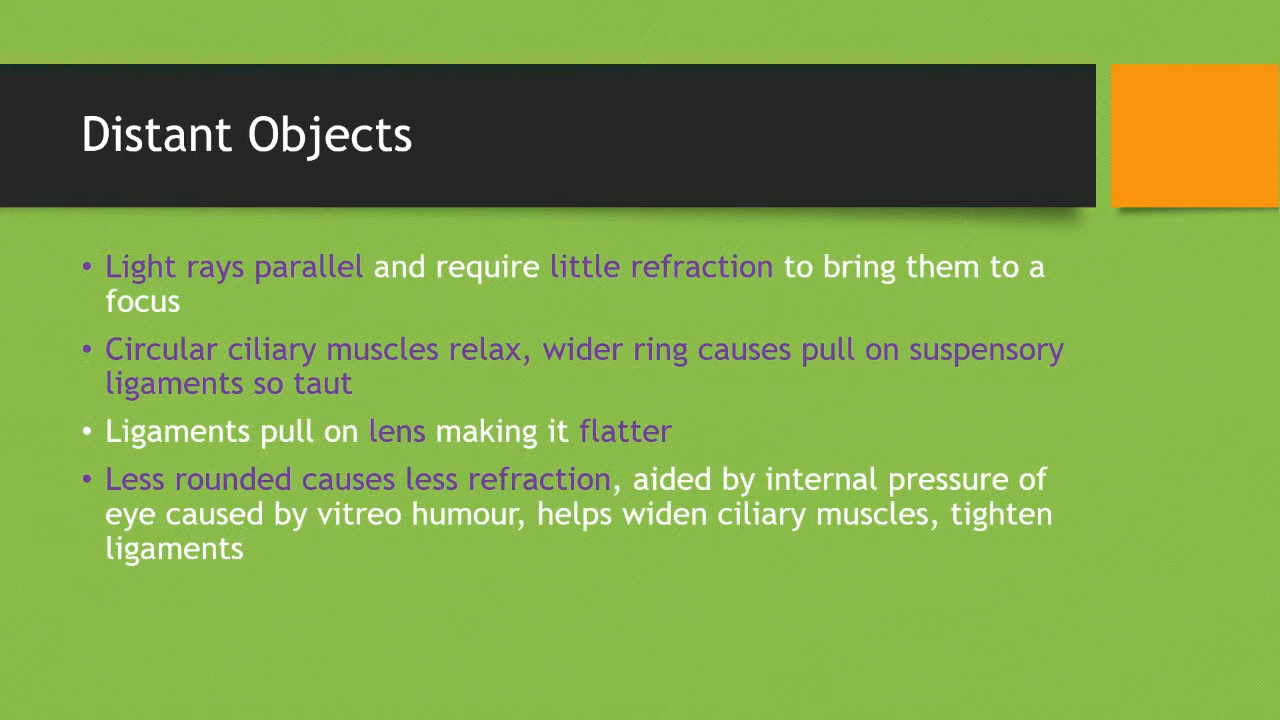 Distant Objects
• Light rays parallel and require little refraction to bring them to a
focus
• Circular ciliary muscles relax, wider ring causes pull on suspensory
ligaments so taut
• Ligaments pull on lens making it flatter
• Less rounded causes less refraction, aided by internal pressure of
eye caused by vitreo humour, helps widen ciliary muscles, tighten
ligaments